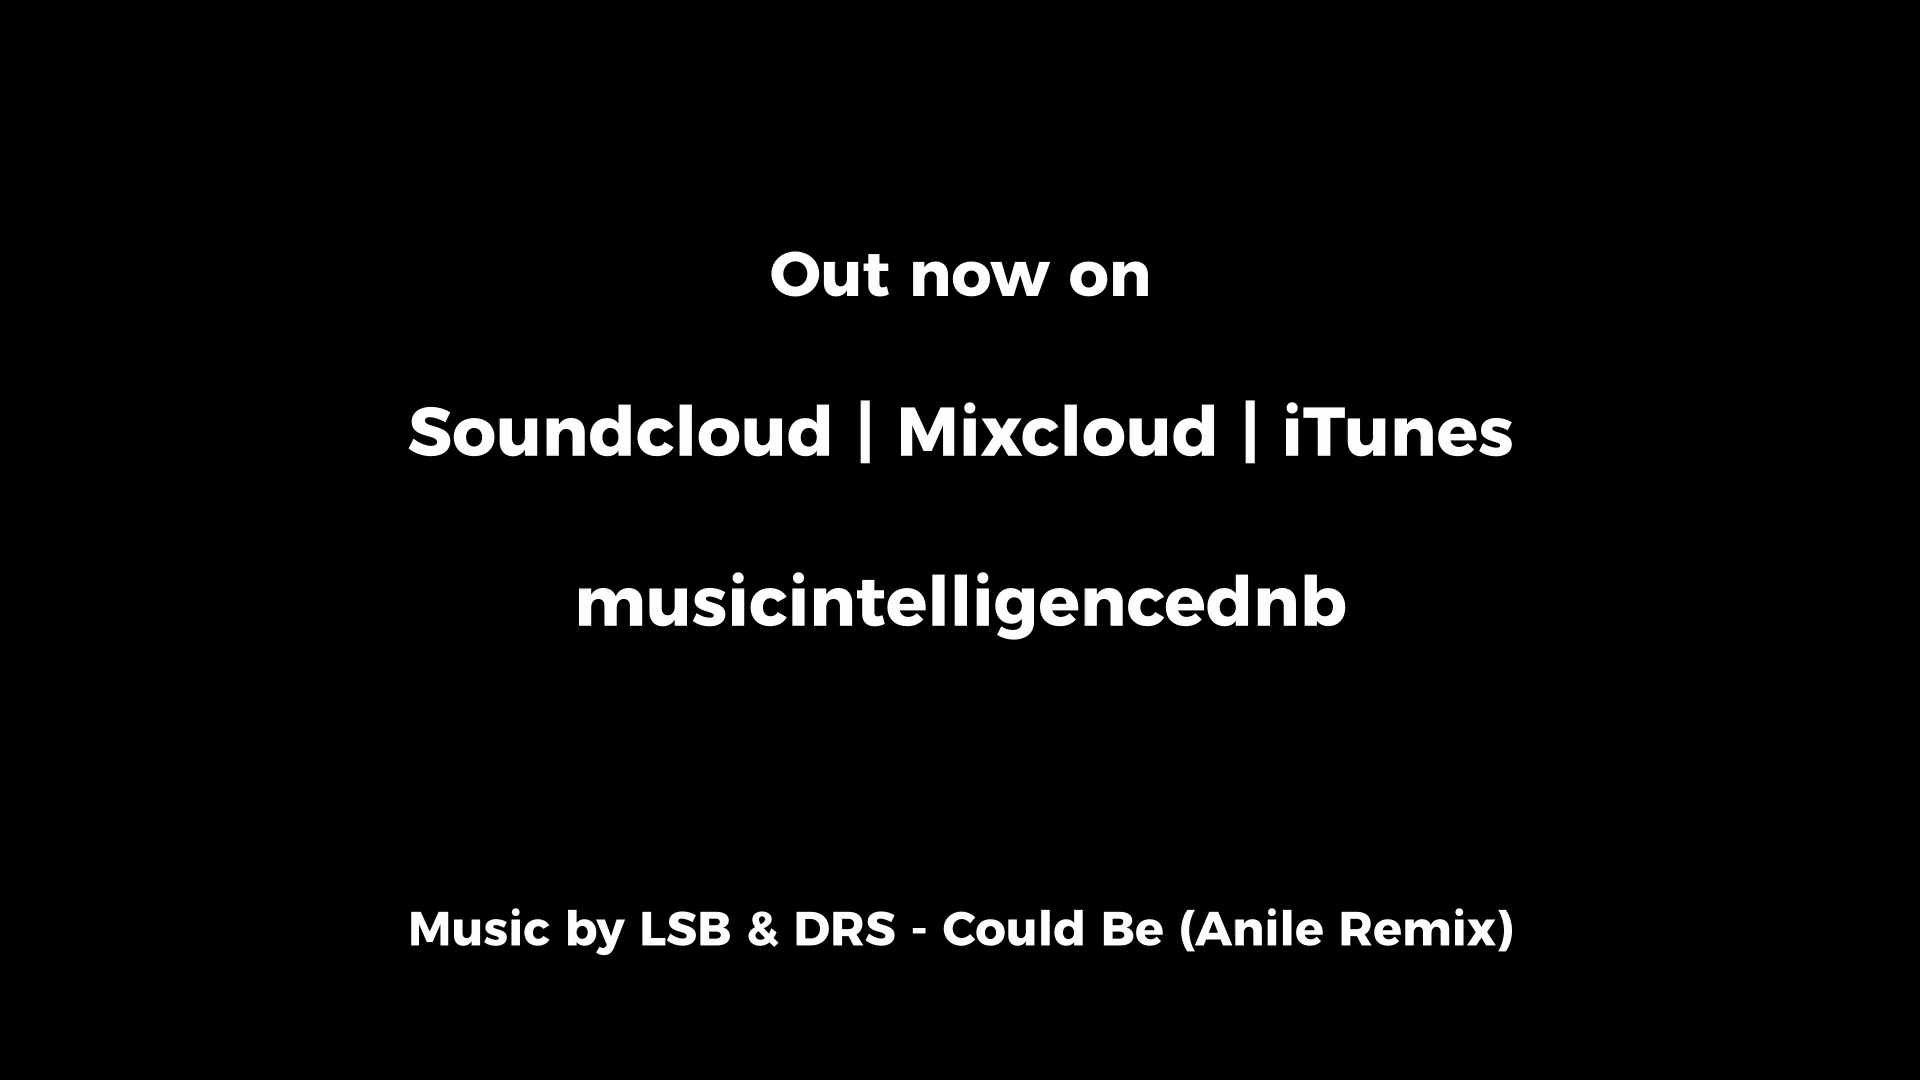 Out now on
Soundcloud | Mixcloud | iTunes
musicintelligencednb
Music by LSB & DRS - Could Be (Anile Remix)